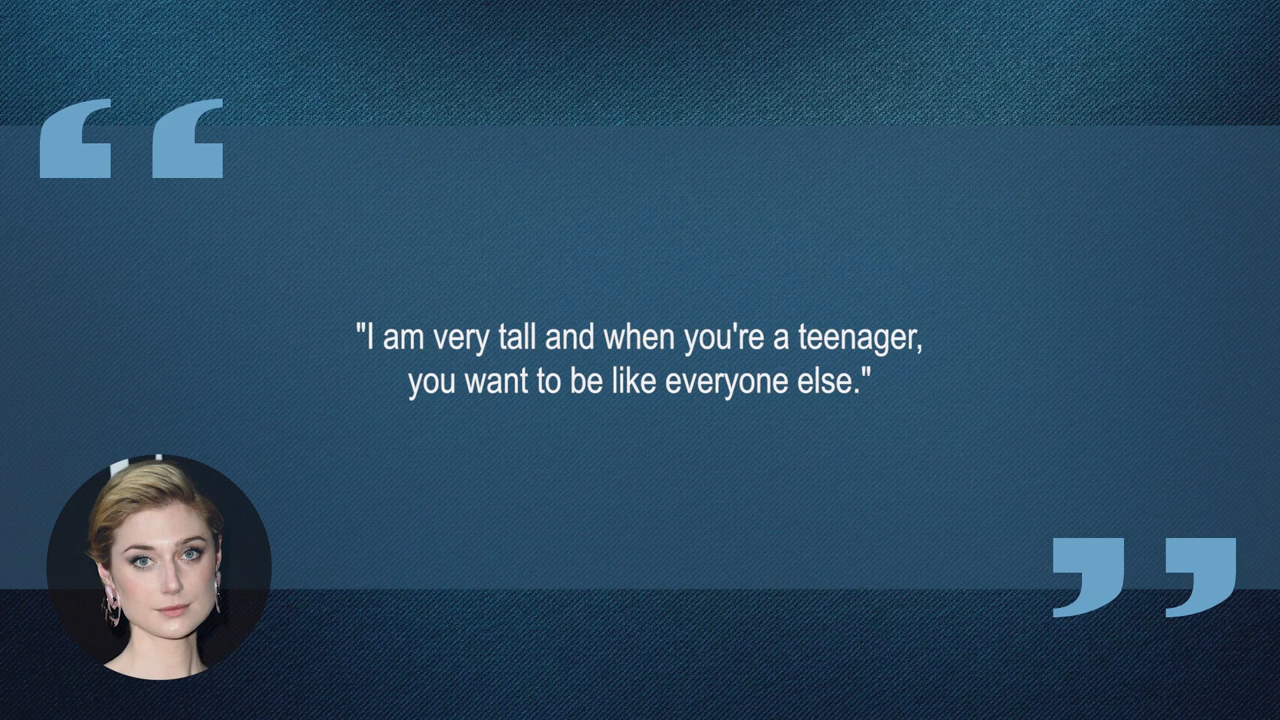 "I am very tall and when you're a teenager,
you want to be like everyone else."